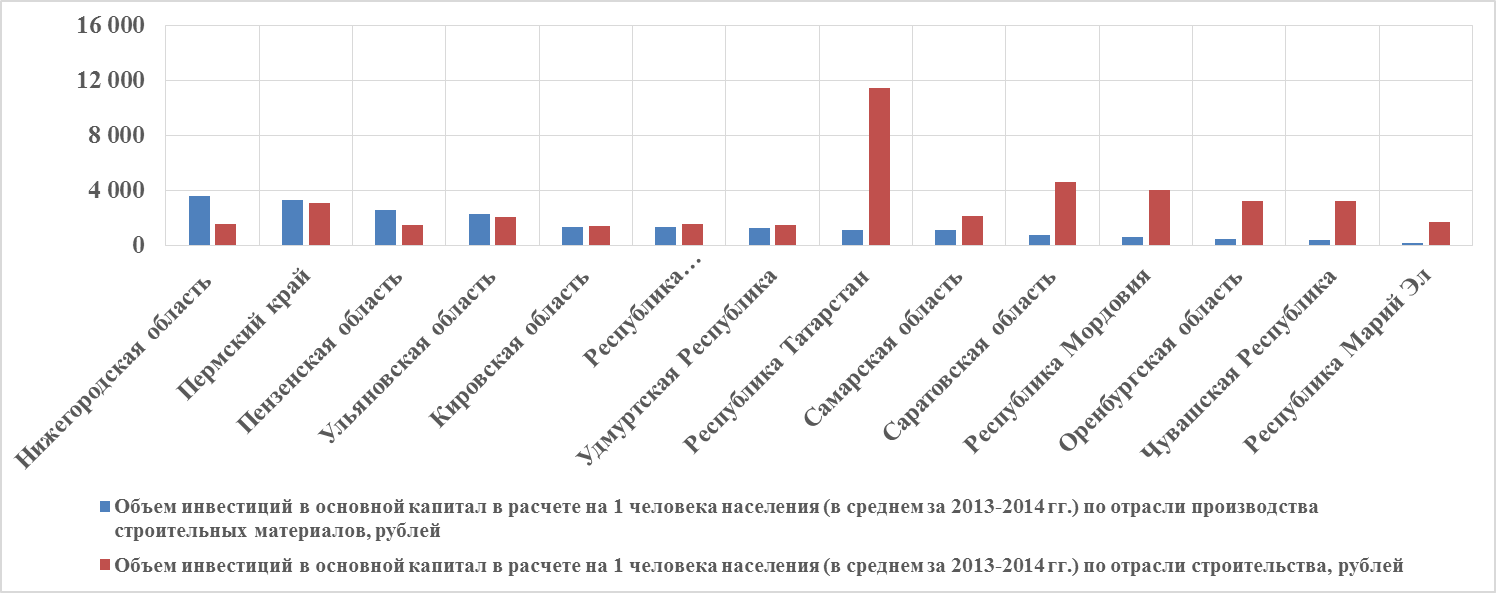 16 000
12 000
8 000
4 000
0
Нижегородская область
Пермский край
Пензенская область
Ульяновская область
Кировская область
Республика…
Удмуртская Республика
Республика Татарстан
Самарская область
Саратовская область
Республика Мордовия
Оренбургская область
Чувашская Республика
Республика Марий Эл
Объем инвестиций в основной капитал в расчете на 1 человека населения (в среднем за 2013-2014 гг.) по отрасли производства
строительных материалов, рублей
Объем инвестиций в основной капитал в расчете на 1 человека населения (в среднем за 2013-2014 гг.) по отрасли строительства, рублей